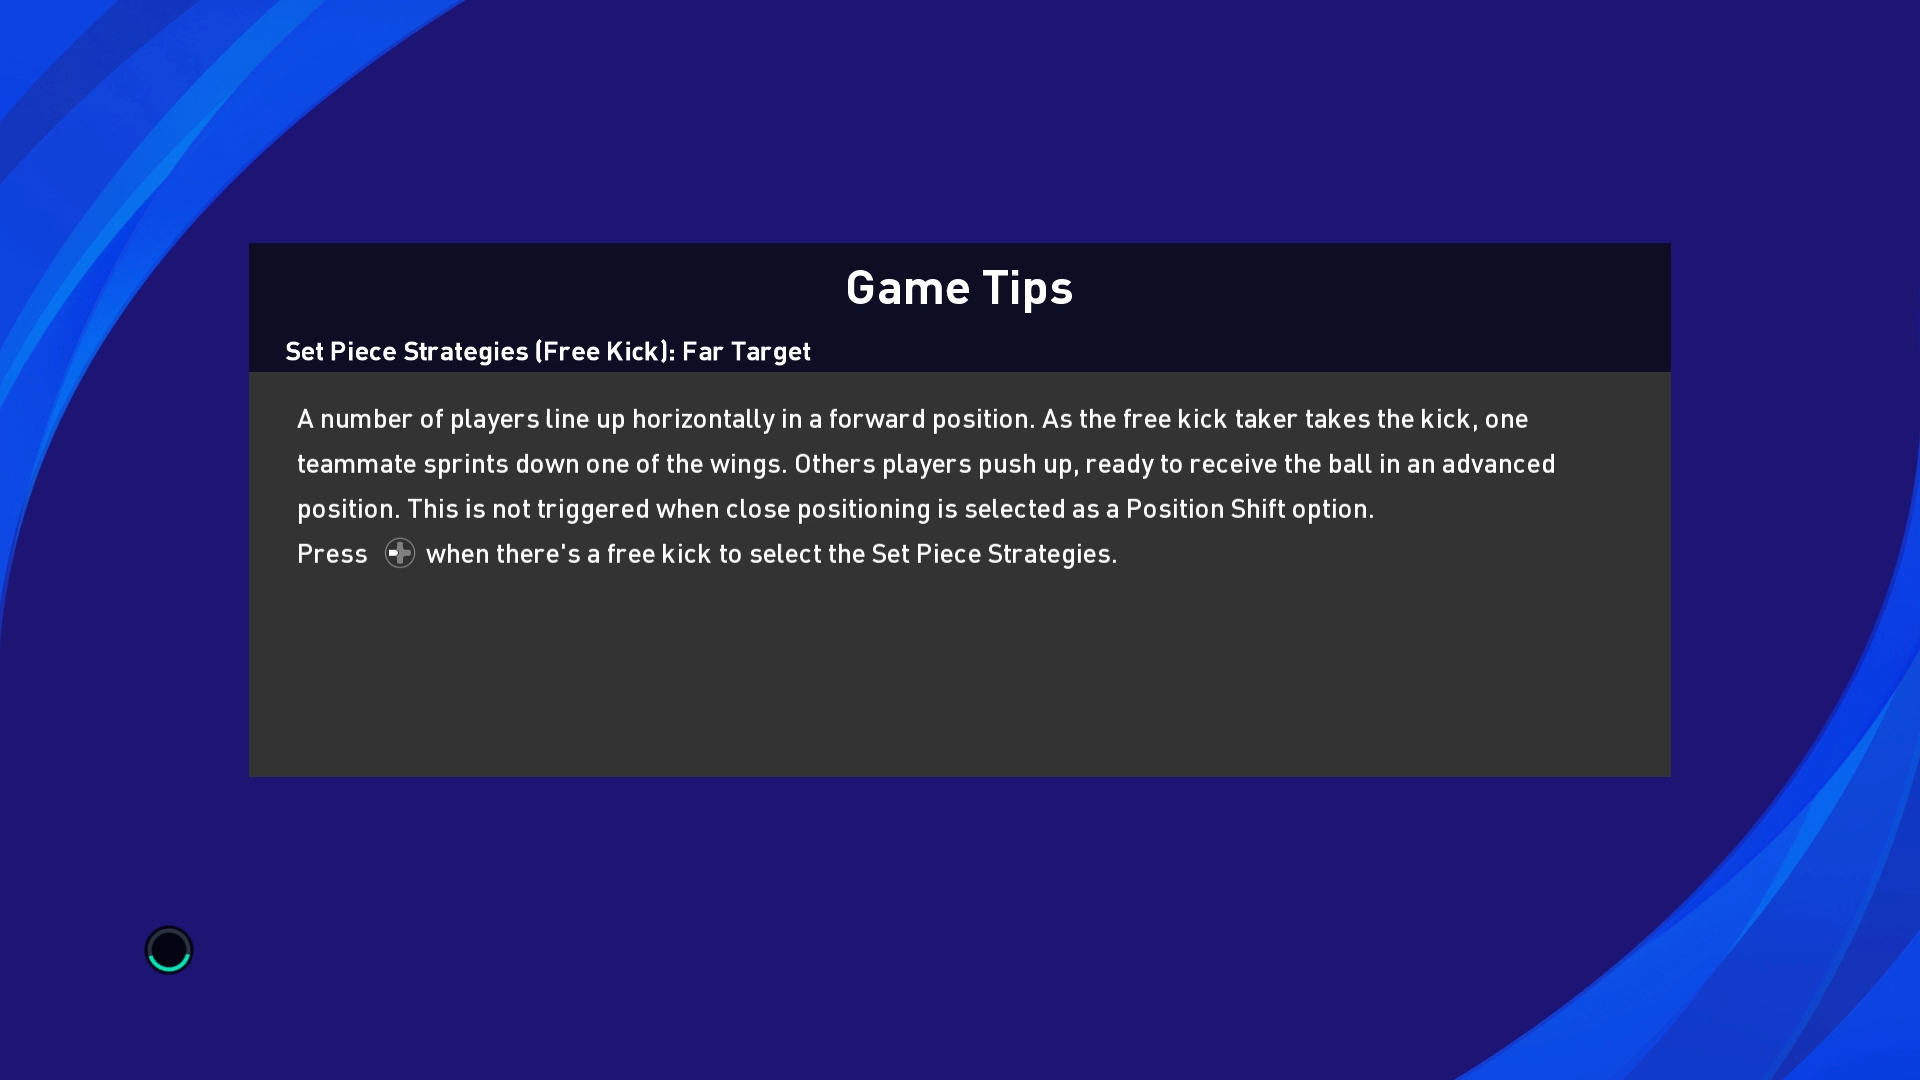 Game Tips
Set Piece Strategies (Free Kick): Far Target
A number of players line up horizontally in a forward position. As the free kick taker takes the kick, one
teammate sprints down one of the wings. Others players push up, ready to receive the ball in an advanced
position. This is not triggered when close positioning is selected as a Position Shift option.
Press when there's a free kick to select the Set Piece Strategies.